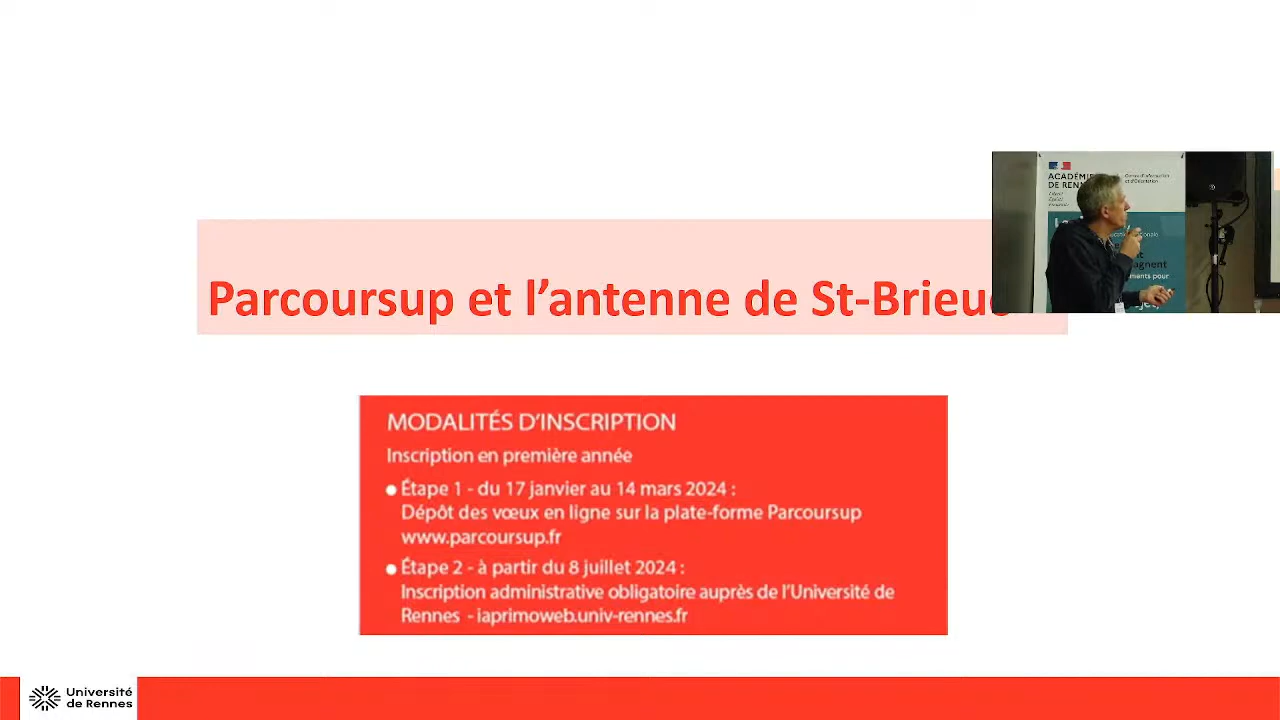 Parcoursup et l’antenne de St-Brieuc
MODALITÉS D’INSCRIPTION
Inscription en première année
● Étape 1 - du 17 janvier au 14 mars 2024 :
Dépôt des vœux en ligne sur la plate-forme Parcoursup
www.parcoursup.fr
● Étape 2 - à partir du 8 juillet 2024 :
Inscription administrative obligatoire auprès de l’Université de
Rennes - iaprimoweb.univ-rennes.fr
ACADÉMIE
DE RENN
et d'Orientation
Université
de Rennes